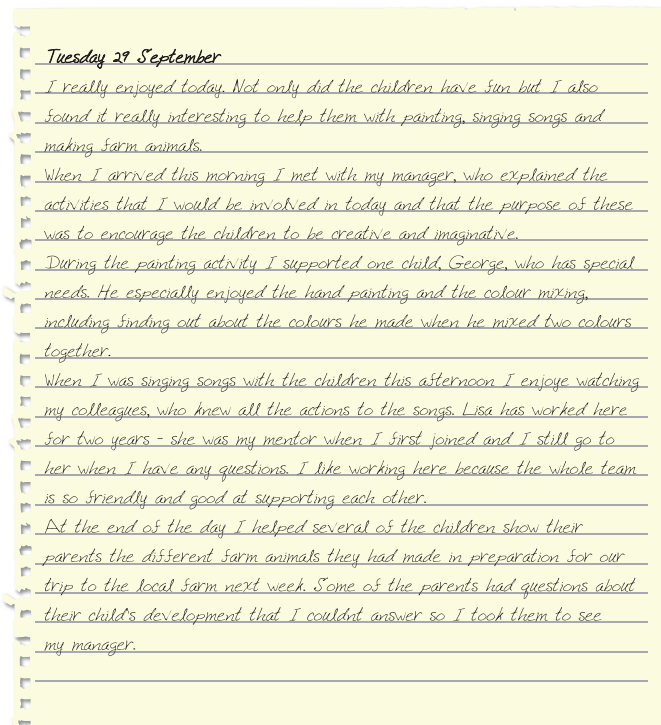 Tuesday 29 September
I really enjoyed today. Not only did the children have fun but I also
found it really interesting to help them with painting, singing songs and
making farm animals.
When I arrived this morning I met with my manager, who explained the
activities that I would be involved in today and that the purpose of these
was to encourage the children to be creative and imaginative.
During the painting activity I supported one child, George, who has special
needs. He especially enjoyed the hand painting and the colour mixing,
including finding out about the colours he made when he mixed two colours
together.
When I was singing songs with the children this afternoon I enjoye watching
my colleagues, who knew all the actions to the songs. Lisa has worked here
for two years - she was my mentor when I first joined and I still go to
her when I have any questions. I like working here because the whole team
is so friendly and good at supporting each other.
At the end of the day I helped several of the children show their
parents the different farm animals they had made in preparation for our
trip to the local farm next week. Some of the parents had questions about
their child's development that I couldnt answer so I took them to see
my manager.